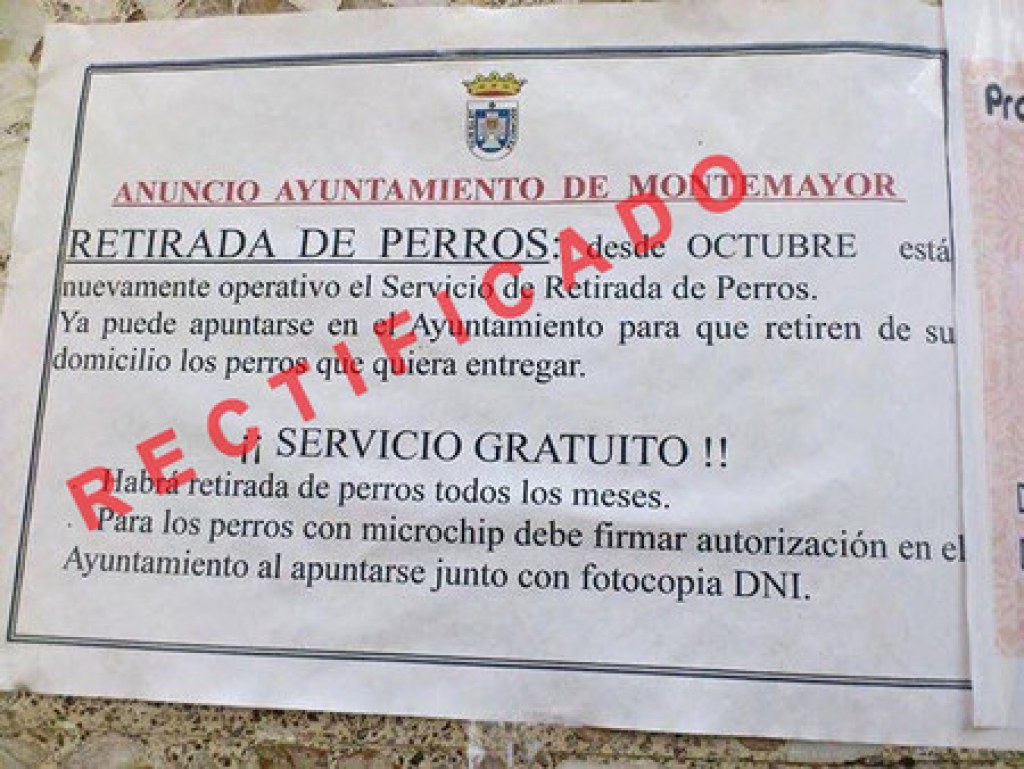 ANUNCIO AYUNTAMIENTO DE MONTEMAYOR
RETIRADA DE PERROS: desde OCTUBRE está
nuevamente operativo el Servicio de Retirada de Perros.
Ya puede apuntarse en el Ayuntamiento para que retiren de su
domicilio los perros que quiera entregar.
RECTIFICADO
¡¡ SERVICIO GRATUITO !!
Habrá retirada de perros todos los meses.
Para los perros con microchip debe firmar autorización en el
Ayuntamiento al apuntarse junto con fotocopia DNI.